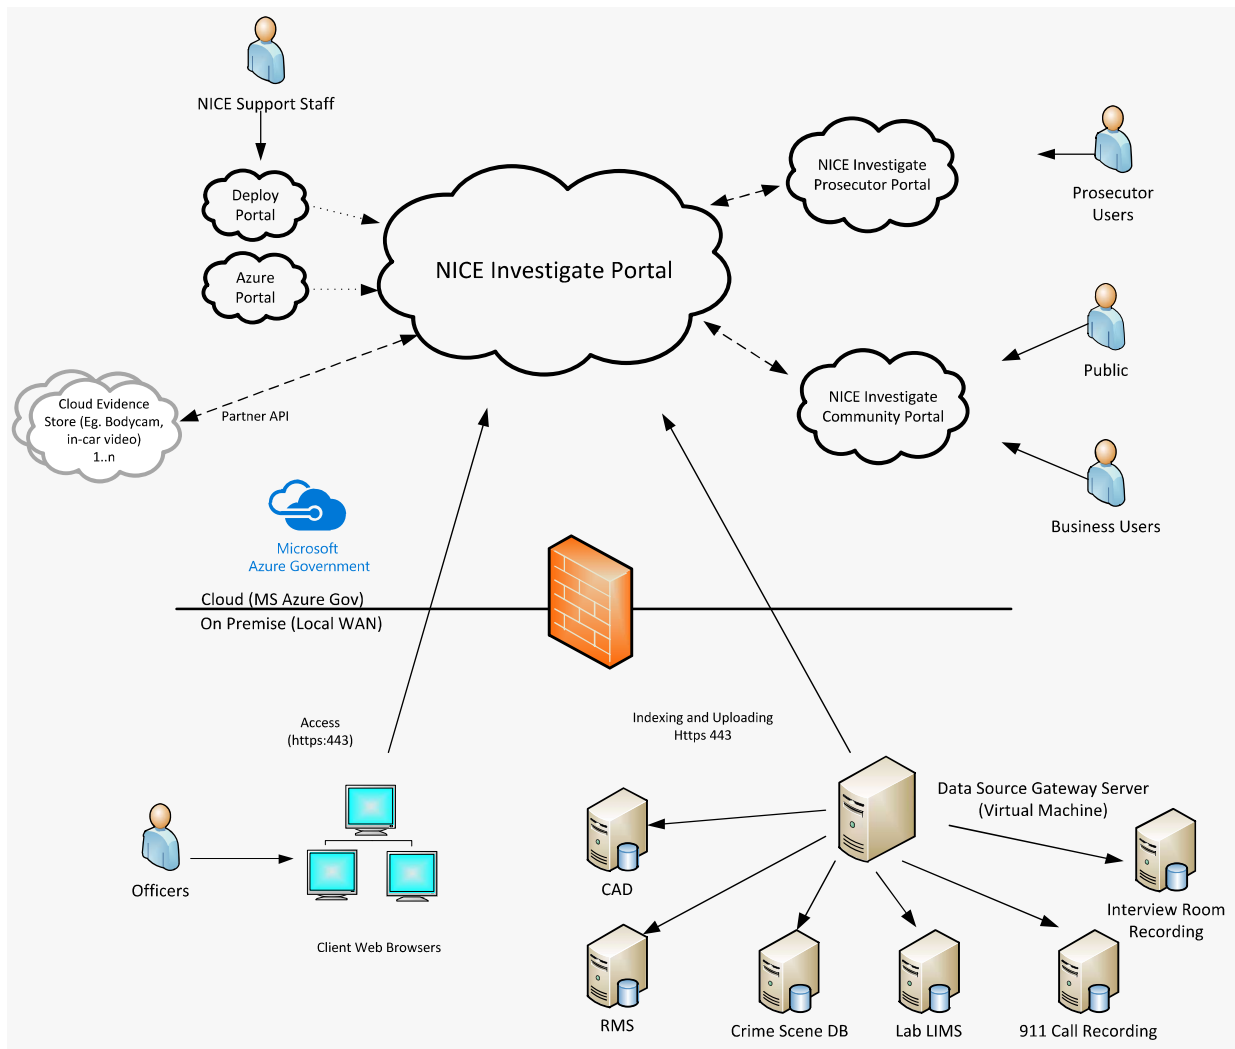 NICE Support Staff
Deploy
Portal
Azure
Portal
NICE Investigate Portal
NICE Investigate
Prosecutor Portal
Prosecutor
Users
Public
NICE Investigate
Community Portal
Business Users
Cloud Evidence
Store (Eg. Bodycam,
in-car video)
1..n
Partner API
Microsoft
Azure Government
Cloud (MS Azure Gov)
On Premise (Local WAN)
Access
(https:443)
Indexing and Uploading
Https 443
Data Source Gateway Server
(Virtual Machine)
Officers
Client Web Browsers
CAD
Interview Room
Recording
RMS
Crime Scene DB
Lab LIMS
911 Call Recording